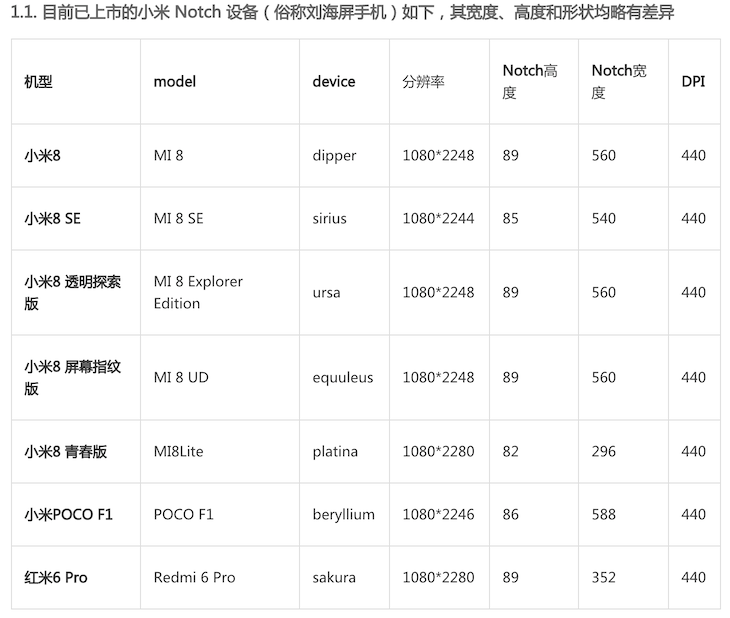 1.1. 目前已上市的小米 Notch 设备（俗称刘海屏手机）如下，其宽度、高度和形状均略有差异
机型 model device 分辨率 Notch高度 Notch宽度 DPI
小米8 MI 8 dipper 1080*2248 89 560 440
小米8 SE MI 8 SE sirius 1080*2244 85 540 440
小米8 透明探索版 MI 8 Explorer Edition ursa 1080*2248 89 560 440
小米8 屏幕指纹版 MI 8 UD equuleus 1080*2248 89 560 440
小米8 青春版 MI8Lite platina 1080*2280 82 296 440
小米POCO F1 POCO F1 beryllium 1080*2246 86 588 440
红米6 Pro Redmi 6 Pro sakura 1080*2280 89 352 440